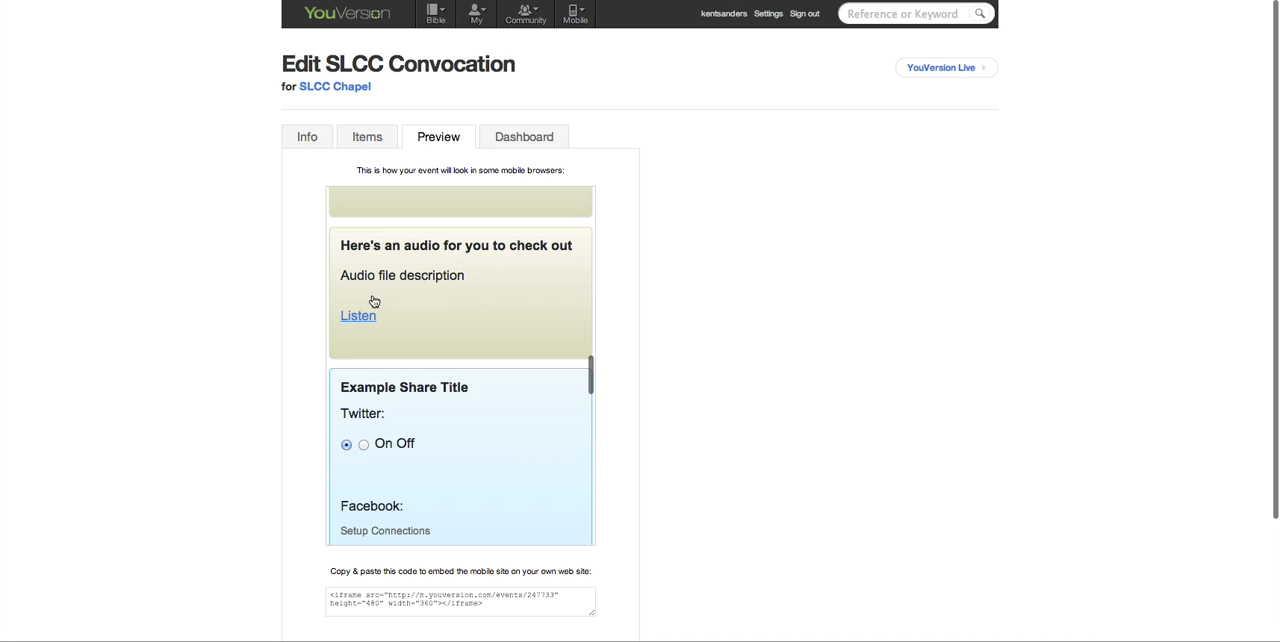 YouVersion
Bible
My
Community
Mobile
kentsanders Settings Sign out
Reference or Keyword
Edit SLCC Convocation
for SLCC Chapel
YouVersion Live
Info
Items
Preview
Dashboard
This is how your event will look in some mobile browsers:
Here's an audio for you to check out
Audio file description
Listen
Example Share Title
Twitter:
On Off
Facebook:
Setup Connections
Copy & paste this code to embed the mobile site on your own web site:
<iframe src="http://m.youversion.com/events/247733"
height="480" width="360"></iframe>